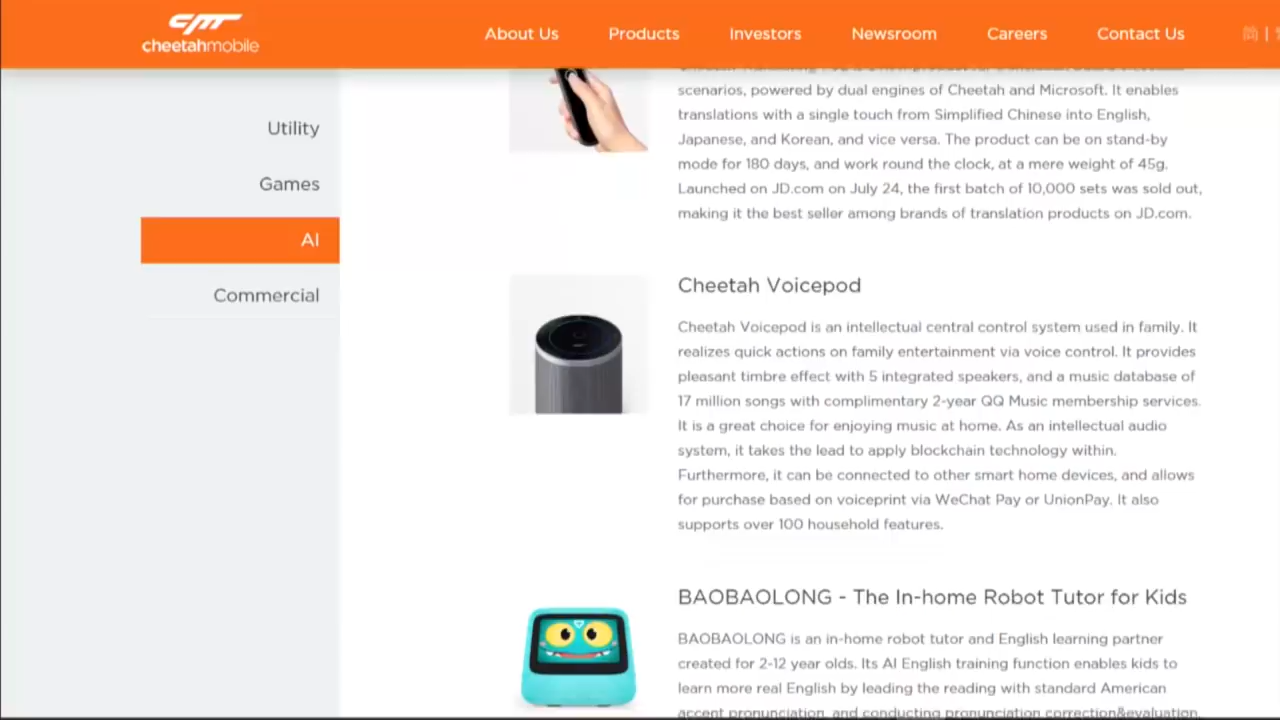 cheetahmobile
About Us
Products
Investors
Newsroom
Careers
Contact Us
简 |
Utility
Games
AI
Commercial
scenarios, powered by dual engines of Cheetah and Microsoft. It enables
translations with a single touch from Simplified Chinese into English,
Japanese, and Korean, and vice versa. The product can be on stand-by
mode for 180 days, and work round the clock, at a mere weight of 45g.
Launched on JD.com on July 24, the first batch of 10,000 sets was sold out,
making it the best seller among brands of translation products on JD.com.
Cheetah Voicepod
Cheetah Voicepod is an intellectual central control system used in family. It
realizes quick actions on family entertainment via voice control. It provides
pleasant timbre effect with 5 integrated speakers, and a music database of
17 million songs with complimentary 2-year QQ Music membership services.
It is a great choice for enjoying music at home. As an intellectual audio
system, it takes the lead to apply blockchain technology within.
Furthermore, it can be connected to other smart home devices, and allows
for purchase based on voiceprint via WeChat Pay or UnionPay. It also
supports over 100 household features.
BAOBAOLONG - The In-home Robot Tutor for Kids
BAOBAOLONG is an in-home robot tutor and English learning partner
created for 2-12 year olds. Its AI English training function enables kids to
learn more real English by leading the reading with standard American
accent pronunciation, and conducting pronunciation correction&evaluation.